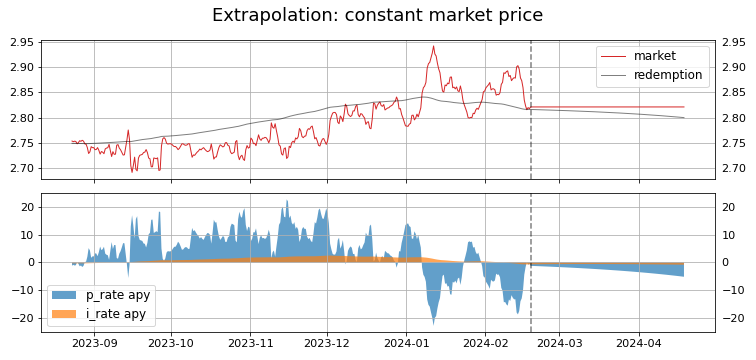 Extrapolation: constant market price
2.95 2.95
2.90 2.90
2.85 2.85
2.80 2.80
2.75 2.75
2.70 2.70
market
redemption
20 20
10 10
0 0
−10 −10
−20 −20
p_rate apy
i_rate apy
2023-09 2023-10 2023-11 2023-12 2024-01 2024-02 2024-03 2024-04